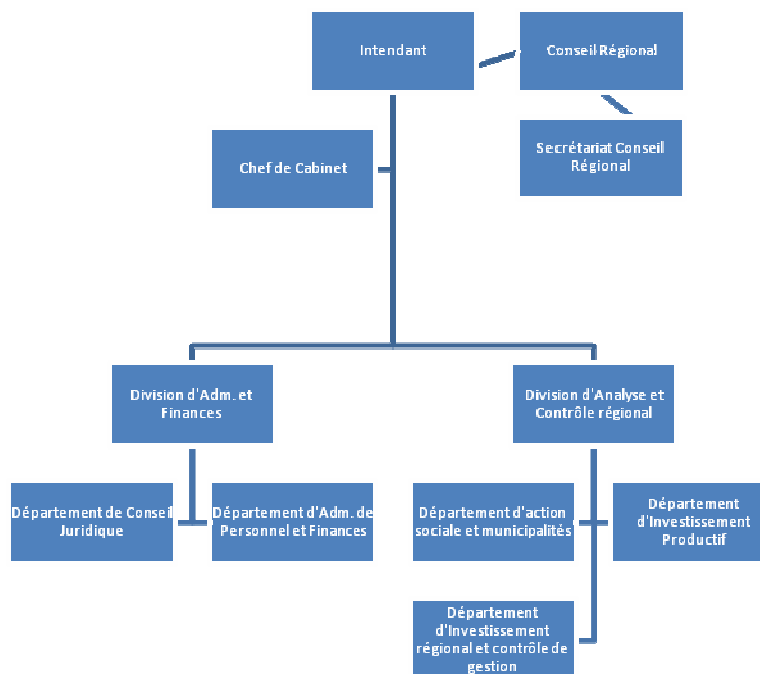 Intendant
Conseil Régional
Secrétariat Conseil
Régional
Chef de Cabinet
Division d'Adm. et
Finances
Division d'Analyse et
Contrôle régional
Département de Conseil
Juridique
Département d'Adm. de
Personnel et Finances
Département d'action
sociale et municipalités
Département
d'Investissement
Productif
Département
d'Investissement
régional et contrôle de
gestion